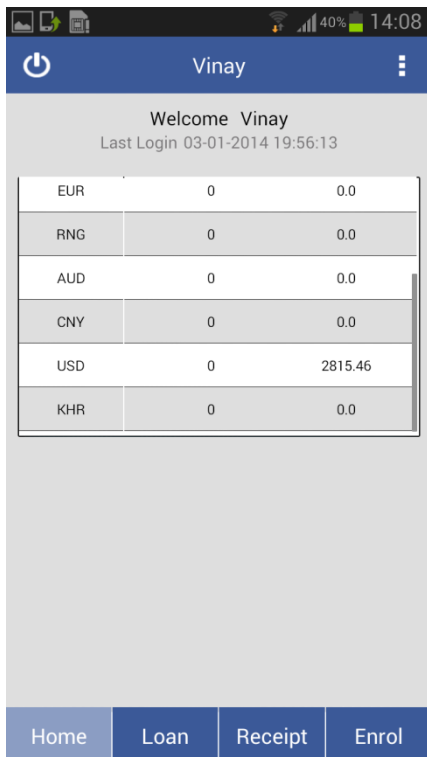 40% 14:08
Vinay
Welcome Vinay
Last Login 03-01-2014 19:56:13
EUR 0 0.0
RNG 0 0.0
AUD 0 0.0
CNY 0 0.0
USD 0 2815.46
KHR 0 0.0
Home Loan Receipt Enrol